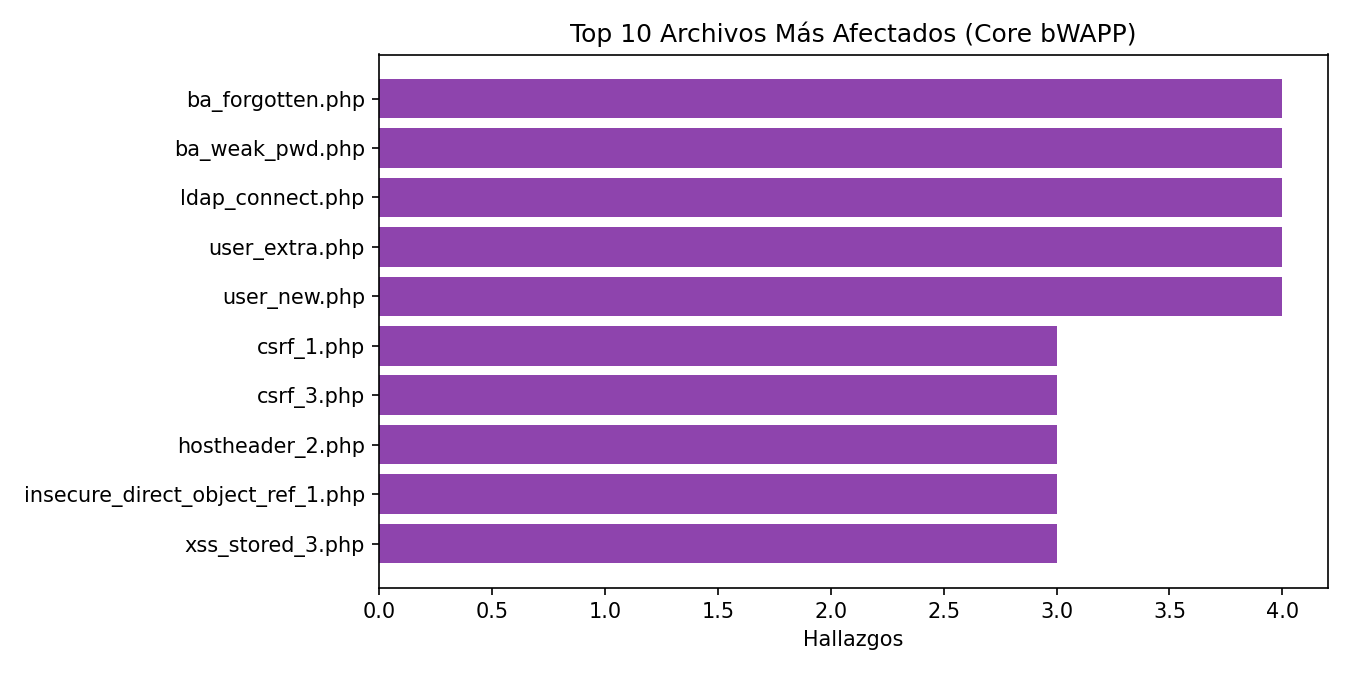 Top 10 Archivos Más Afectados (Core bWAPP)
ba_forgotten.php
ba_weak_pwd.php
ldap_connect.php
user_extra.php
user_new.php
csrf_1.php
csrf_3.php
hostheader_2.php
insecure_direct_object_ref_1.php
xss_stored_3.php
0.0 0.5 1.0 1.5 2.0 2.5 3.0 3.5 4.0
Hallazgos